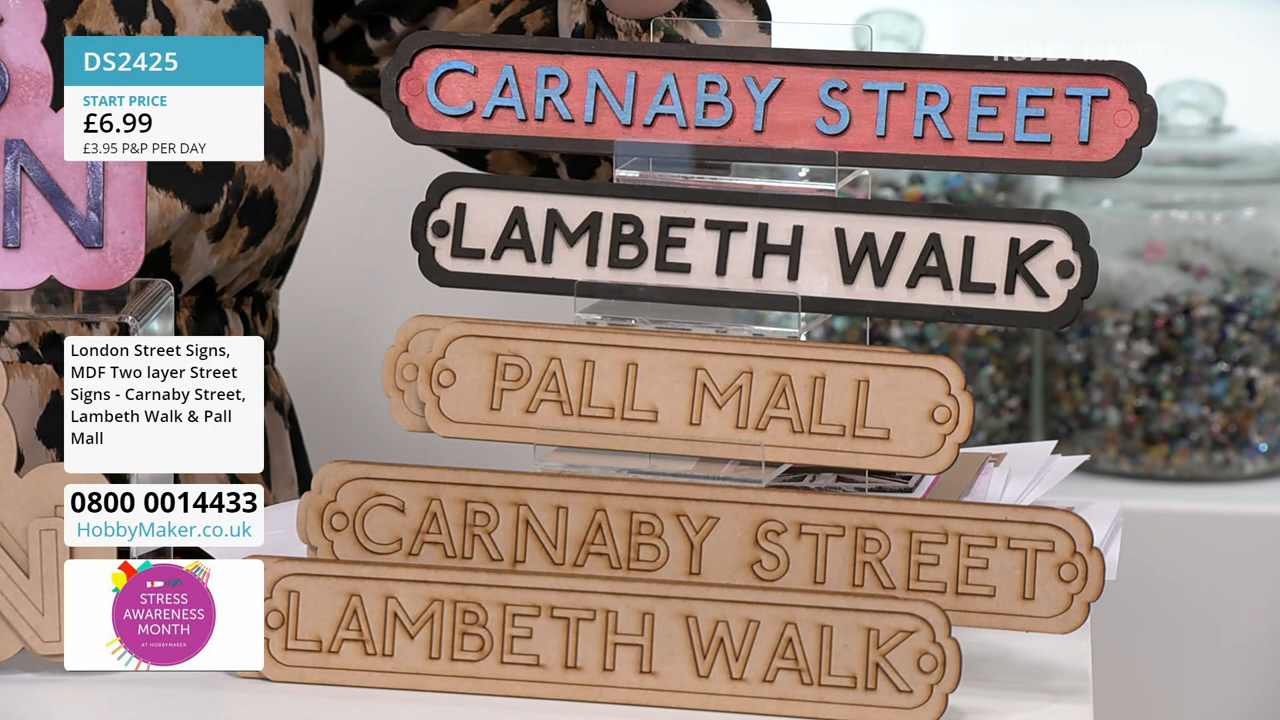 DS2425
START PRICE
£6.99
£3.95 P&P PER DAY
London Street Signs,
MDF Two layer Street
Signs - Carnaby Street,
Lambeth Walk & Pall
Mall
0800 0014433
HobbyMaker.co.uk
STRESS
AWARENESS
MONTH
AT HOBBYMAKER
N
CARNABY STREET
LAMBETH WALK
PALL MALL
CARNABY STREET
LAMBETH WALK